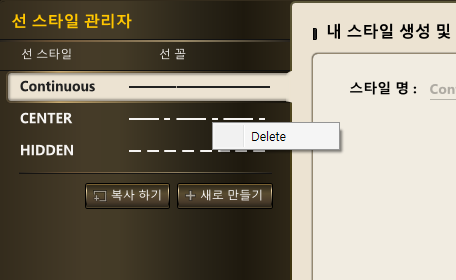 선 스타일 관리자
선 스타일 선 꼴
Continuous
CENTER
Delete
HIDDEN
복사 하기 새로 만들기
내 스타일 생성 및
스타일 명 : Con